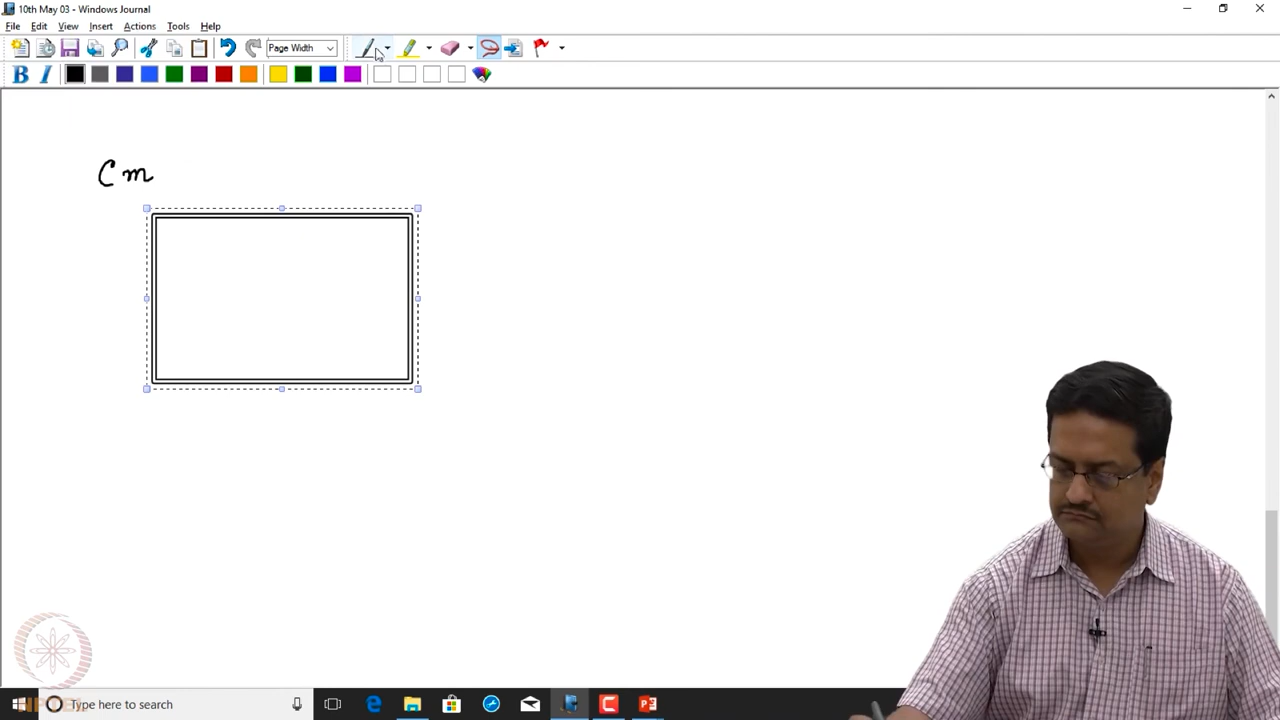 10th May 03 - Windows Journal
File Edit View Insert Actions Tools Help
Page Width
B I
Cm
Type here to search